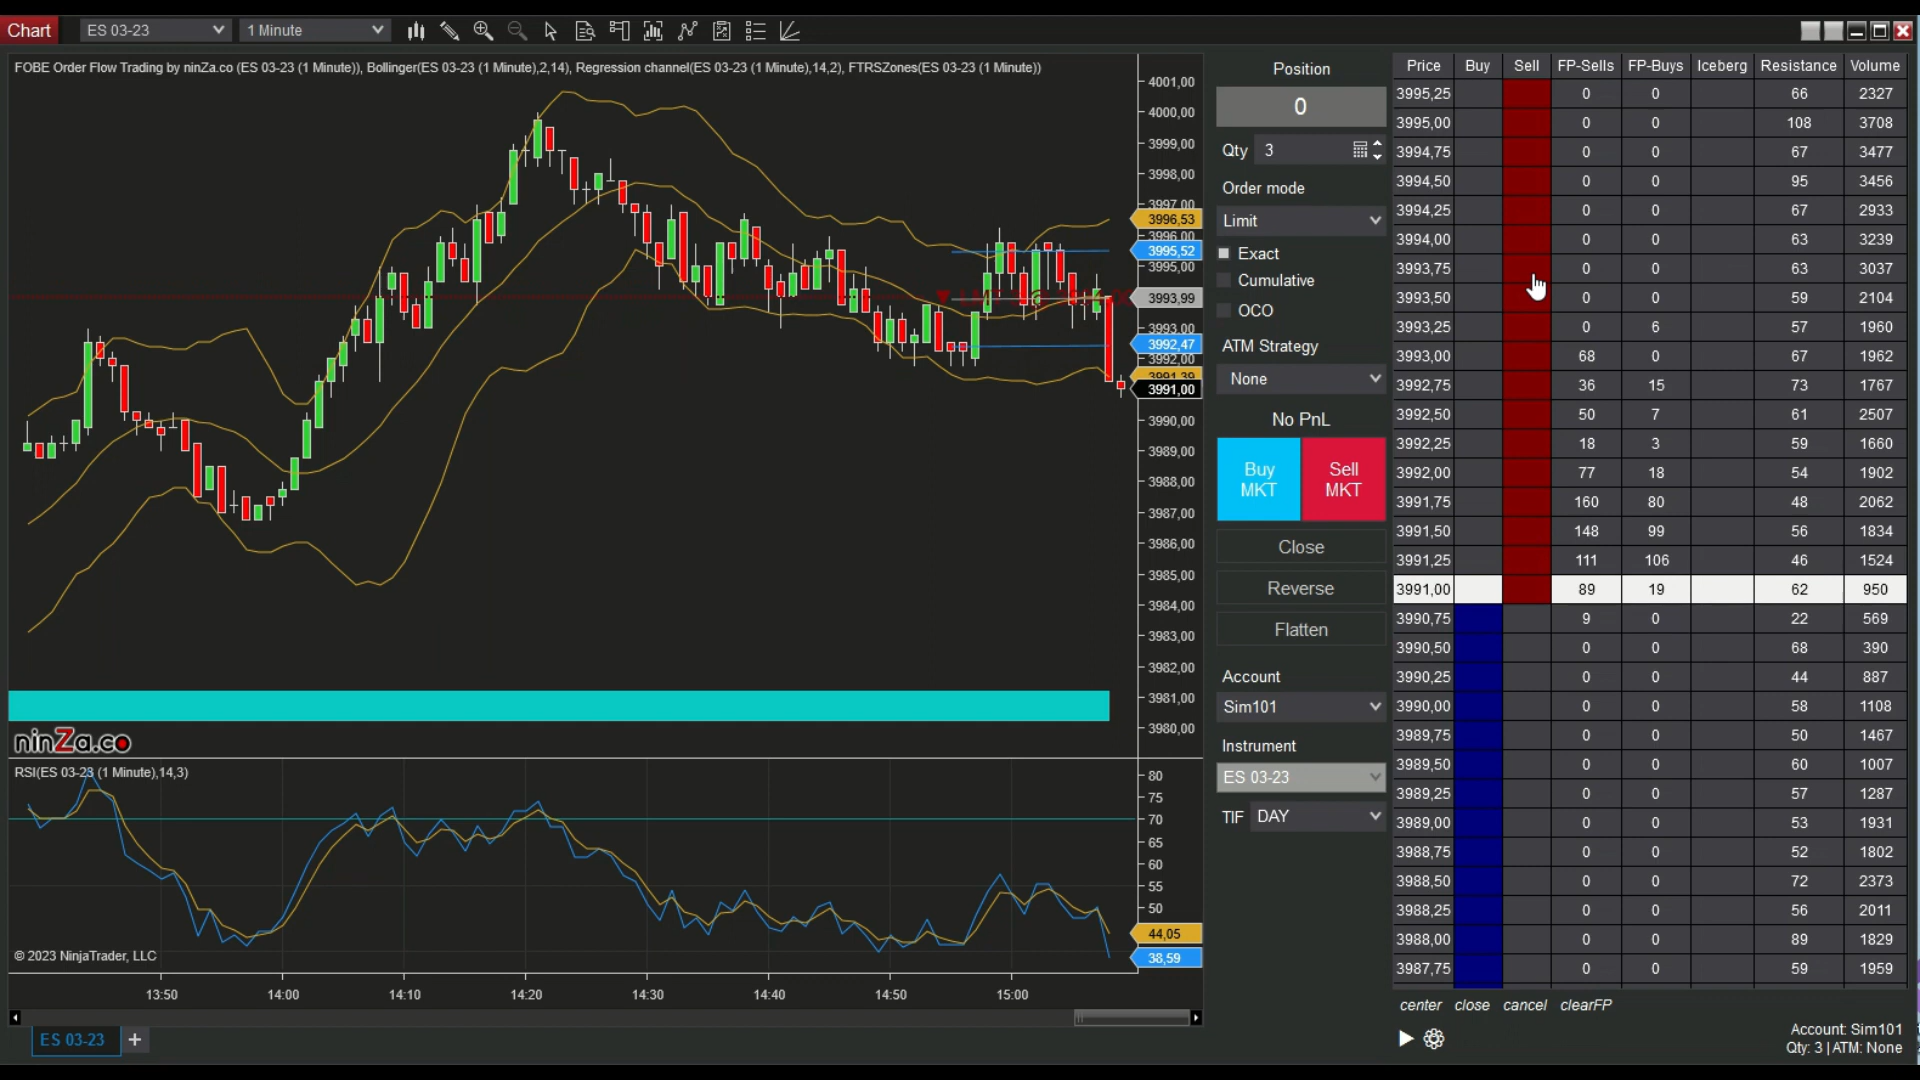 Chart
ES 03-23
1 Minute
FOBE Order Flow Trading by ninZa.co (ES 03-23 (1 Minute)), Bollinger(ES 03-23 (1 Minute),2,14), Regression channel(ES 03-23 (1 Minute),14,2), FTRSZones(ES 03-23 (1 Minute))
4001,00
4000,00
3999,00
3998,00
3997,00
3996,53
3996,00
3995,52
3995,00
3993,99
3993,00
3992,47
3992,00
3991,39
3991,00
3990,00
3989,00
3988,00
3987,00
3986,00
3985,00
3984,00
3983,00
3982,00
3981,00
3980,00
ninZa.co
RSI(ES 03-23 (1 Minute),14,3)
80
75
70
65
60
55
50
44,05
38,59
© 2023 NinjaTrader, LLC
13:50 14:00 14:10 14:20 14:30 14:40 14:50 15:00
ES 03-23 +
Position
0
Qty 3
Order mode
Limit
Exact
Cumulative
OCO
ATM Strategy
None
No PnL
Buy MKT
Sell MKT
Close
Reverse
Flatten
Account
Sim101
Instrument
ES 03-23
TIF DAY
Price Buy Sell FP-Sells FP-Buys Iceberg Resistance Volume
3995,25 0 0 66 2327
3995,00 0 0 108 3708
3994,75 0 0 67 3477
3994,50 0 0 95 3456
3994,25 0 0 67 2933
3994,00 0 0 63 3239
3993,75 0 0 63 3037
3993,50 0 0 59 2104
3993,25 0 6 57 1960
3993,00 68 0 67 1962
3992,75 36 15 73 1767
3992,50 50 7 61 2507
3992,25 18 3 59 1660
3992,00 77 18 54 1902
3991,75 160 80 48 2062
3991,50 148 99 56 1834
3991,25 111 106 46 1524
3991,00 89 19 62 950
3990,75 9 0 22 569
3990,50 0 0 68 390
3990,25 0 0 44 887
3990,00 0 0 58 1108
3989,75 0 0 50 1467
3989,50 0 0 60 1007
3989,25 0 0 57 1287
3989,00 0 0 53 1931
3988,75 0 0 52 1802
3988,50 0 0 72 2373
3988,25 0 0 56 2011
3988,00 0 0 89 1829
3987,75 0 0 59 1959
center close cancel clearFP
Account: Sim101
Qty: 3 | ATM: None